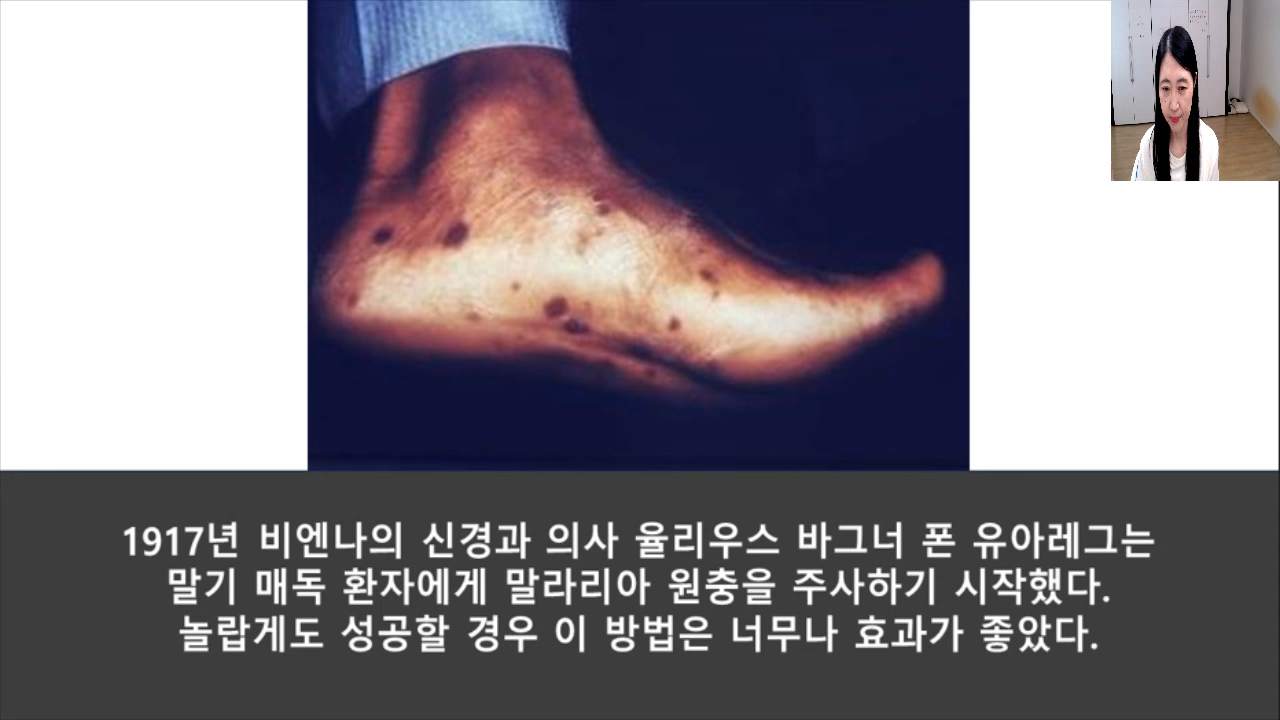 1917년 비엔나의 신경과 의사 율리우스 바그너 폰 유아레그는
말기 매독 환자에게 말라리아 원충을 주사하기 시작했다.
놀랍게도 성공할 경우 이 방법은 너무나 효과가 좋았다.